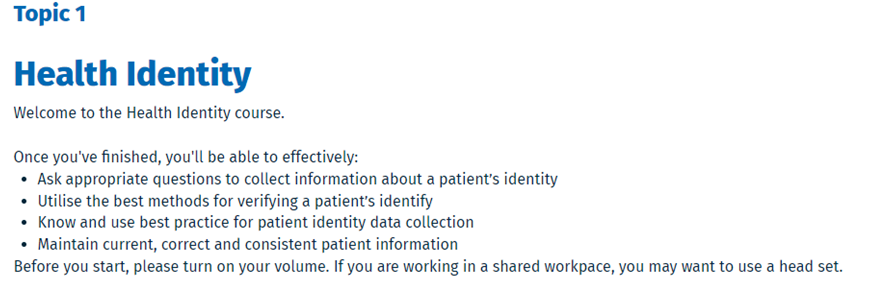 Topic 1
Health Identity
Welcome to the Health Identity course.
Once you've finished, you'll be able to effectively:
• Ask appropriate questions to collect information about a patient's identity
• Utilise the best methods for verifying a patient's identify
• Know and use best practice for patient identity data collection
• Maintain current, correct and consistent patient information
Before you start, please turn on your volume. If you are working in a shared workpace, you may want to use a head set.